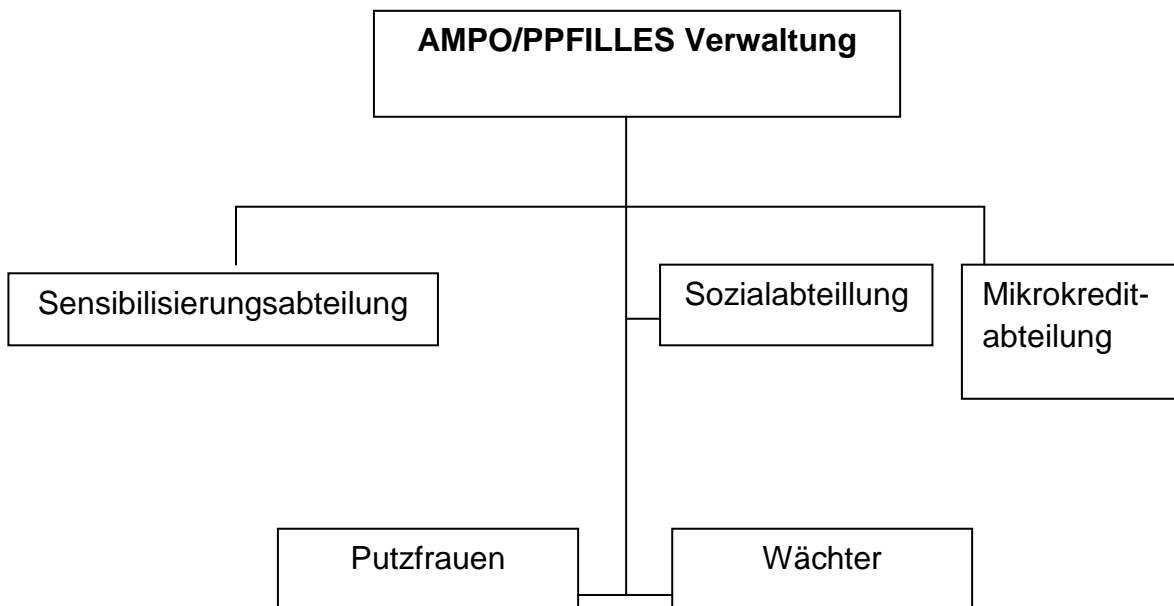 AMPO/PPFILLES Verwaltung
Sensibilisierungsabteilung
Sozialabteillung
Mikrokredit-
abteilung
Putzfrauen
Wächter